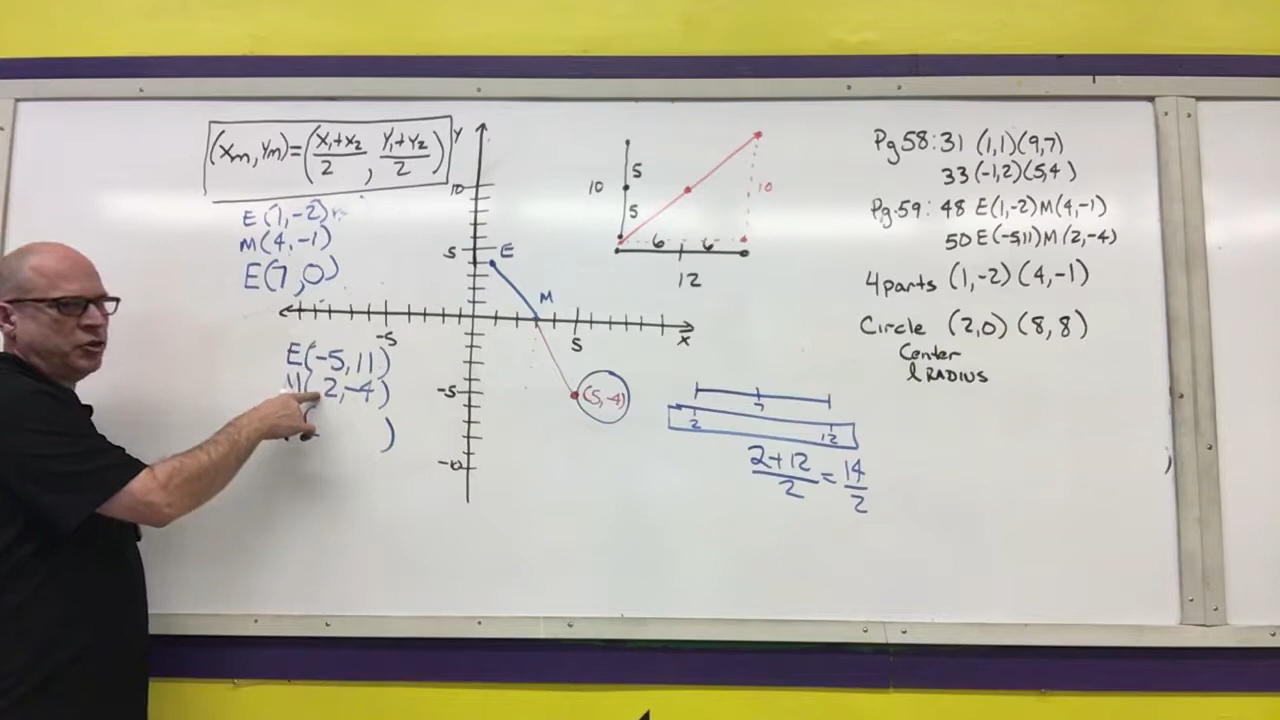 (Xm, Ym) = (X₁+X₂/2, Y₁+Y₂/2)
E(1,-2)
M(4,-1)
E(7,0)
E(-5,11)
M(2,-4)
( )
Y
10
5
E
M
-5
5
X
-5
(5,-4)
-10
10
5
5
10
6 6
12
7
2 12
2+12/2 = 14/2
Pg 58: 31 (1,1)(9,7)
33 (-1,2)(5,4)
Pg. 59: 48 E(1,-2) M(4,-1)
50 E(-5,11) M(2,-4)
4 parts (1,-2) (4,-1)
Circle (2,0) (8,8)
Center
& RADIUS